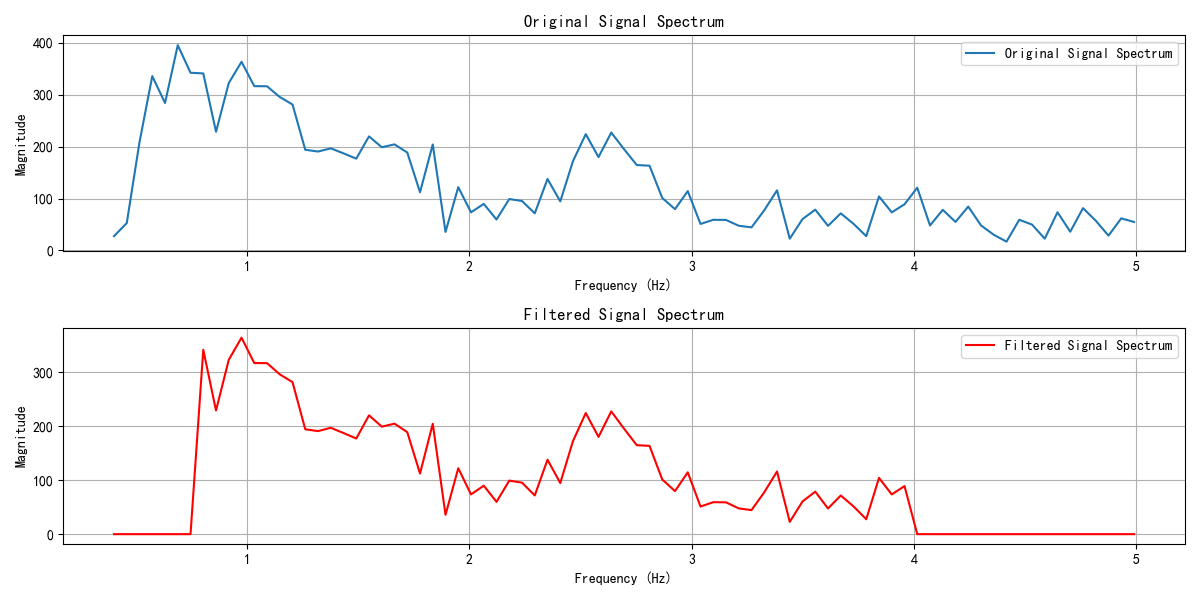 Original Signal Spectrum
400
300
200
100
0
Magnitude
Original Signal Spectrum
1 2 3 4 5
Frequency (Hz)
Filtered Signal Spectrum
300
200
100
0
Magnitude
Filtered Signal Spectrum
1 2 3 4 5
Frequency (Hz)